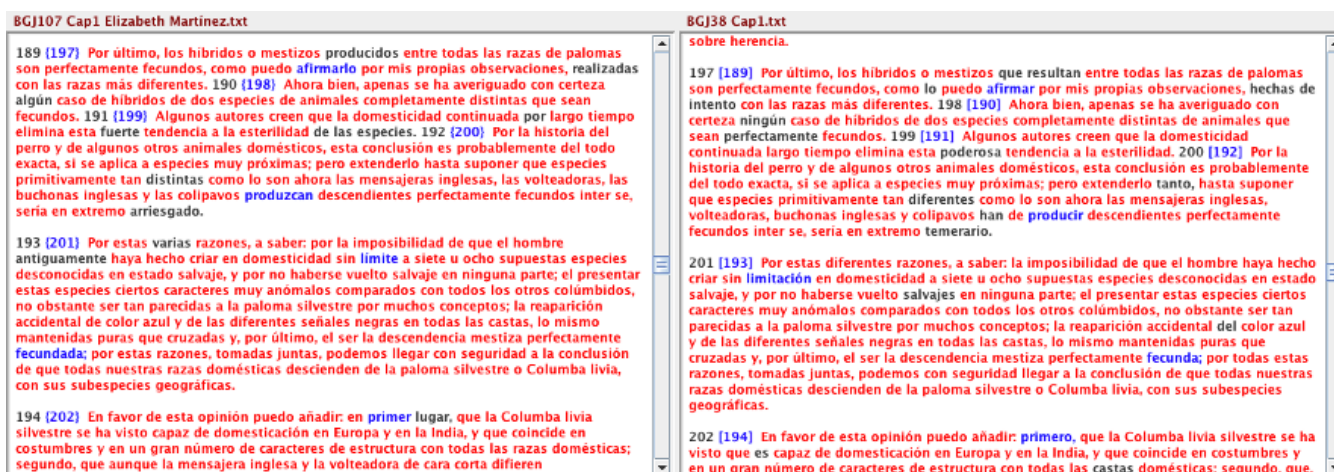 BGJ107 Cap1 Elizabeth Martínez.txt
189 {197} Por último, los híbridos o mestizos producidos entre todas las razas de palomas
son perfectamente fecundos, como puedo afirmarlo por mis propias observaciones, realizadas
con las razas más diferentes. 190 {198} Ahora bien, apenas se ha averiguado con certeza
algún caso de híbridos de dos especies de animales completamente distintas que sean
fecundos. 191 {199} Algunos autores creen que la domesticidad continuada por largo tiempo
elimina esta fuerte tendencia a la esterilidad de las especies. 192 {200} Por la historia del
perro y de algunos otros animales domésticos, esta conclusión es probablemente del todo
exacta, si se aplica a especies muy próximas; pero extenderlo hasta suponer que especies
primitivamente tan distintas como lo son ahora las mensajeras inglesas, las volteadoras, las
buchonas inglesas y las colipavos produzcan descendientes perfectamente fecundos inter se,
sería en extremo arriesgado.
193 {201} Por estas varias razones, a saber: por la imposibilidad de que el hombre
antiguamente haya hecho criar en domesticidad sin límite a siete u ocho supuestas especies
desconocidas en estado salvaje, y por no haberse vuelto salvaje en ninguna parte; el presentar
estas especies ciertos caracteres muy anómalos comparados con todos los otros colúmbidos,
no obstante ser tan parecidas a la paloma silvestre por muchos conceptos; la reaparición
accidental de color azul y de las diferentes señales negras en todas las castas, lo mismo
mantenidas puras que cruzadas y, por último, el ser la descendencia mestiza perfectamente
fecundada; por estas razones, tomadas juntas, podemos llegar con seguridad a la conclusión
de que todas nuestras razas domésticas descienden de la paloma silvestre o Columba livia,
con sus subespecies geográficas.
194 {202} En favor de esta opinión puedo añadir: en primer lugar, que la Columba livia
silvestre se ha visto capaz de domesticación en Europa y en la India, y que coincide en
costumbres y en un gran número de caracteres de estructura con todas las razas domésticas;
segundo, que aunque la mensajera inglesa y la volteadora de cara corta difieren
BGJ38 Cap1.txt
sobre herencia.
197 [189] Por último, los híbridos o mestizos que resultan entre todas las razas de palomas
son perfectamente fecundos, como lo puedo afirmar por mis propias observaciones, hechas de
intento con las razas más diferentes. 198 [190] Ahora bien, apenas se ha averiguado con
certeza ningún caso de híbridos de dos especies completamente distintas de animales que
sean perfectamente fecundos. 199 [191] Algunos autores creen que la domesticidad
continuada largo tiempo elimina esta poderosa tendencia a la esterilidad. 200 [192] Por la
historia del perro y de algunos otros animales domésticos, esta conclusión es probablemente
del todo exacta, si se aplica a especies muy próximas; pero extenderlo tanto, hasta suponer
que especies primitivamente tan diferentes como lo son ahora las mensajeras inglesas,
volteadoras, buchonas inglesas y colipavos han de producir descendientes perfectamente
fecundos inter se, sería en extremo temerario.
201 [193] Por estas diferentes razones, a saber: la imposibilidad de que el hombre haya hecho
criar sin limitación en domesticidad a siete u ocho supuestas especies desconocidas en estado
salvaje, y por no haberse vuelto salvajes en ninguna parte; el presentar estas especies ciertos
caracteres muy anómalos comparados con todos los otros colúmbidos, no obstante ser tan
parecidas a la paloma silvestre por muchos conceptos; la reaparición accidental del color azul
y de las diferentes señales negras en todas las castas, lo mismo mantenidas puras que
cruzadas y, por último, el ser la descendencia mestiza perfectamente fecunda; por todas estas
razones, tomadas juntas, podemos con seguridad llegar a la conclusión de que todas nuestras
razas domésticas descienden de la paloma silvestre o Columba livia, con sus subespecies
geográficas.
202 [194] En favor de esta opinión puedo añadir: primero, que la Columba livia silvestre se ha
visto que es capaz de domesticación en Europa y en la India, y que coincide en costumbres y
en un gran número de caracteres de estructura con todas las castas domésticas; segundo, que,